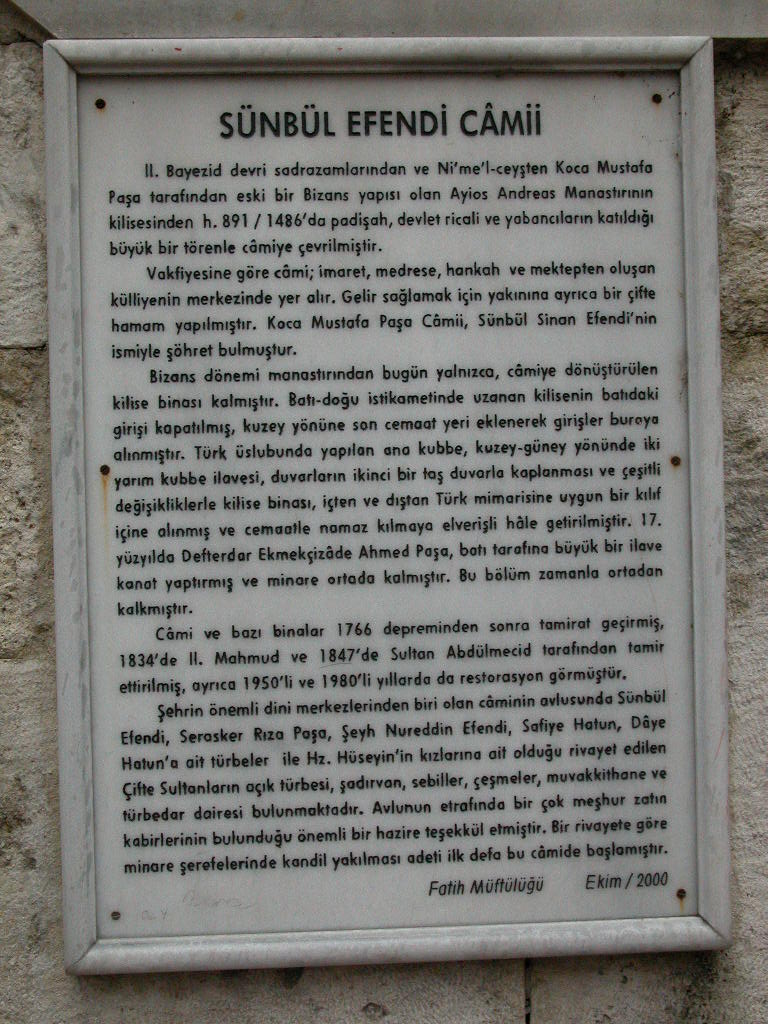 SÜNBÜL EFENDİ CÂMİİ
II. Bayezid devri sadrazamlarından ve Ni'me'l-ceyşten Koca Mustafa
Paşa tarafından eski bir Bizans yapısı olan Ayios Andreas Manastırının
kilisesinden h. 891 / 1486'da padişah, devlet ricali ve yabancıların katıldığı
büyük bir törenle câmiye çevrilmiştir.
Vakfiyesine göre câmi; imaret, medrese, hankah ve mektepten oluşan
külliyenin merkezinde yer alır. Gelir sağlamak için yakınına ayrıca bir çifte
hamam yapılmıştır. Koca Mustafa Paşa Câmii, Sünbül Sinan Efendi'nin
ismiyle şöhret bulmuştur.
Bizans dönemi manastırından bugün yalnızca, câmiye dönüştürülen
kilise binası kalmıştır. Batı-doğu istikametinde uzanan kilisenin batıdaki
girişi kapatılmış, kuzey yönüne son cemaat yeri eklenerek girişler buraya
alınmıştır. Türk üslubunda yapılan ana kubbe, kuzey-güney yönünde iki
yarım kubbe ilavesi, duvarların ikinci bir taş duvarla kaplanması ve çeşitli
değişikliklerle kilise binası, içten ve dıştan Türk mimarisine uygun bir kılıf
içine alınmış ve cemaatle namaz kılmaya elverişli hâle getirilmiştir. 17.
yüzyılda Defterdar Ekmekçizâde Ahmed Paşa, batı tarafına büyük bir ilave
kanat yaptırmış ve minare ortada kalmıştır. Bu bölüm zamanla ortadan
kalkmıştır.
Câmi ve bazı binalar 1766 depreminden sonra tamirat geçirmiş,
1834'de II. Mahmud ve 1847'de Sultan Abdülmecid tarafından tamir
ettirilmiş, ayrıca 1950'li ve 1980'li yıllarda da restorasyon görmüştür.
Şehrin önemli dini merkezlerinden biri olan câminin avlusunda Sünbül
Efendi, Serasker Rıza Paşa, Şeyh Nureddin Efendi, Safiye Hatun, Dâye
Hatun'a ait türbeler ile Hz. Hüseyin'in kızlarına ait olduğu rivayet edilen
Çifte Sultanların açık türbesi, şadırvan, sebiller, çeşmeler, muvakkithane ve
türbedar dairesi bulunmaktadır. Avlunun etrafında bir çok meşhur zatın
kabirlerinin bulunduğu önemli bir hazire teşekkül etmiştir. Bir rivayete göre
minare şerefelerinde kandil yakılması adeti ilk defa bu câmide başlamıştır.
Fatih Müftülüğü Ekim / 2000